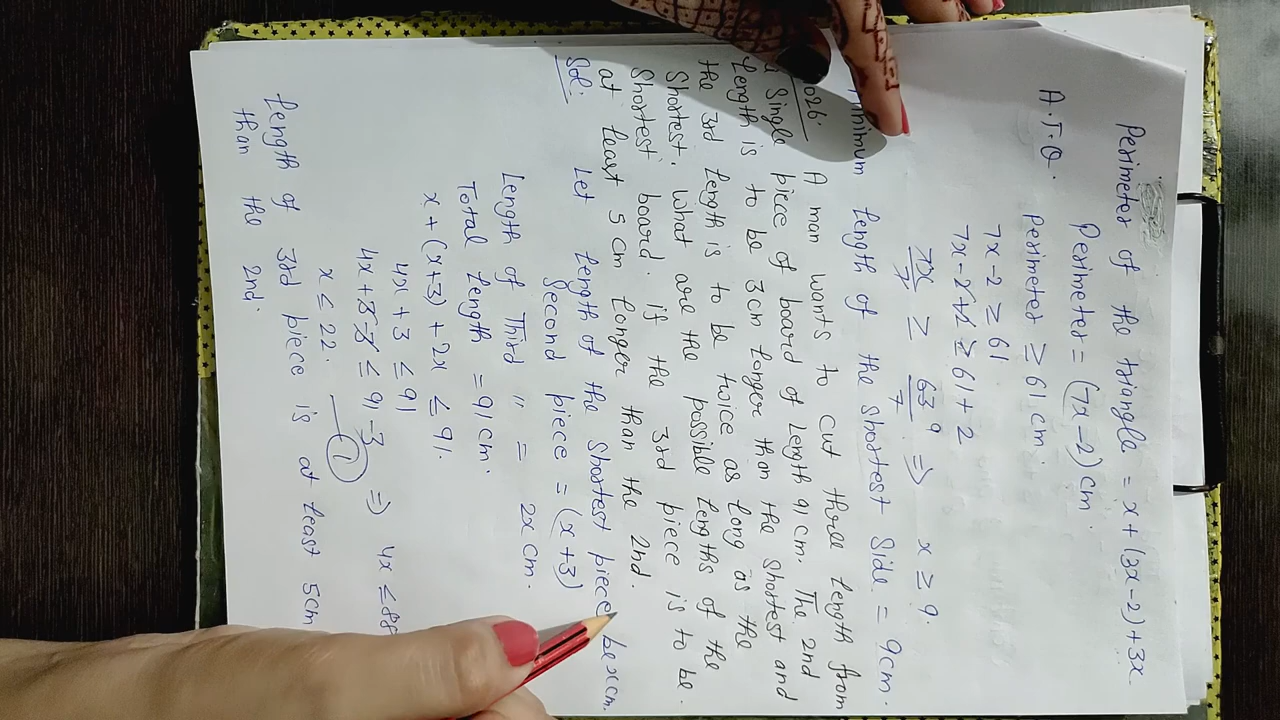 Perimeter of the triangle = x + (3x-2) + 3x.
Perimeter = (7x-2) cm.
A.T.Q.
Perimeter ≥ 61 cm.
7x-2 ≥ 61
7x-2+2 ≥ 61+2
7x/7 ≥ 63/7 9 ⇒ x ≥ 9.
length of the shortest side = 9cm.
A man wants to cut three length from
a Single piece of board of Length 91 cm. The 2nd
Length is to be 3cm Longer than the shortest and
the 3rd Length is to be twice as Long as the
Shortest. What are the possible Lengths of the
Shortest board. if the 3rd piece is to be.
at Least 5 cm Longer than the 2nd.
Sol. Let Length of the Shortest piece be x cm.
Second piece = (x+3)
Length of Third " = 2x cm.
Total Length = 91 cm.
x + (x+3) + 2x ≤ 91.
4x + 3 ≤ 91
4x+3-3 ≤ 91-3 ⇒ 4x ≤ 88
x ≤ 22. — (1)
Length of 3rd piece is at Least 5cm
than the 2nd.